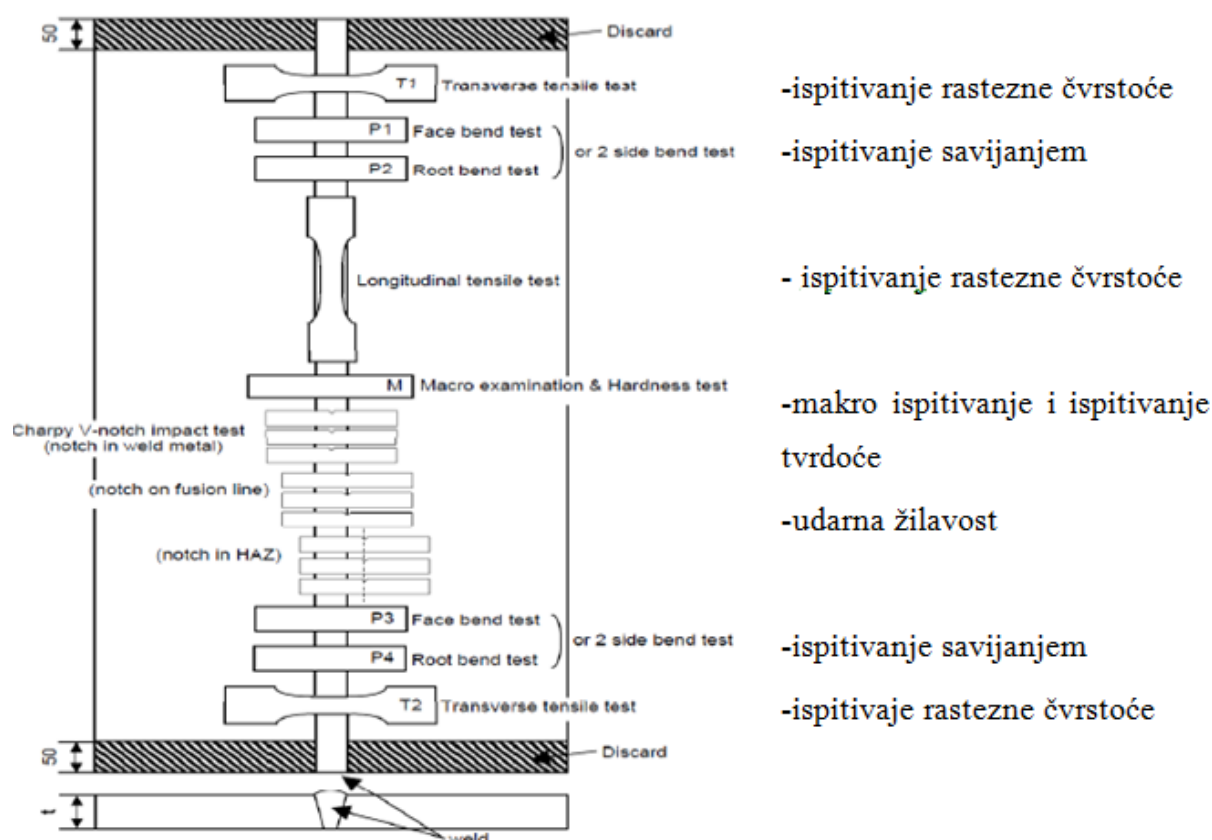 50
Discard
T1 Transverse tensile test
-ispitivanje rastezne čvrstoće
P1 Face bend test
or 2 side bend test
-ispitivanje savijanjem
P2 Root bend test
Longitudinal tensile test
- ispitivanje rastezne čvrstoće
M Macro examination & Hardness test
-makro ispitivanje i ispitivanje
tvrdoće
Charpy V-notch impact test
(notch in weld metal)
(notch on fusion line)
-udarna žilavost
(notch in HAZ)
P3 Face bend test
or 2 side bend test
-ispitivanje savijanjem
P4 Root bend test
T2 Transverse tensile test
-ispitivaje rastezne čvrstoće
50
Discard
t
weld